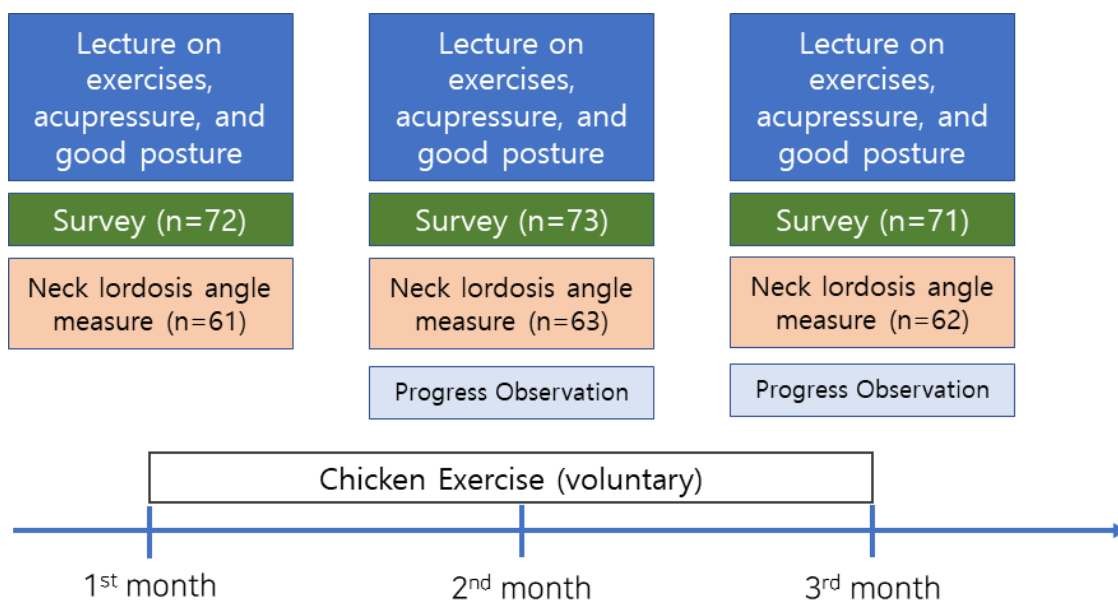 Lecture on
exercises,
acupressure, and
good posture
Survey (n=72)
Neck lordosis angle
measure (n=61)
Lecture on
exercises,
acupressure, and
good posture
Survey (n=73)
Neck lordosis angle
measure (n=63)
Progress Observation
Lecture on
exercises,
acupressure, and
good posture
Survey (n=71)
Neck lordosis angle
measure (n=62)
Progress Observation
Chicken Exercise (voluntary)
1st month
2nd month
3rd month